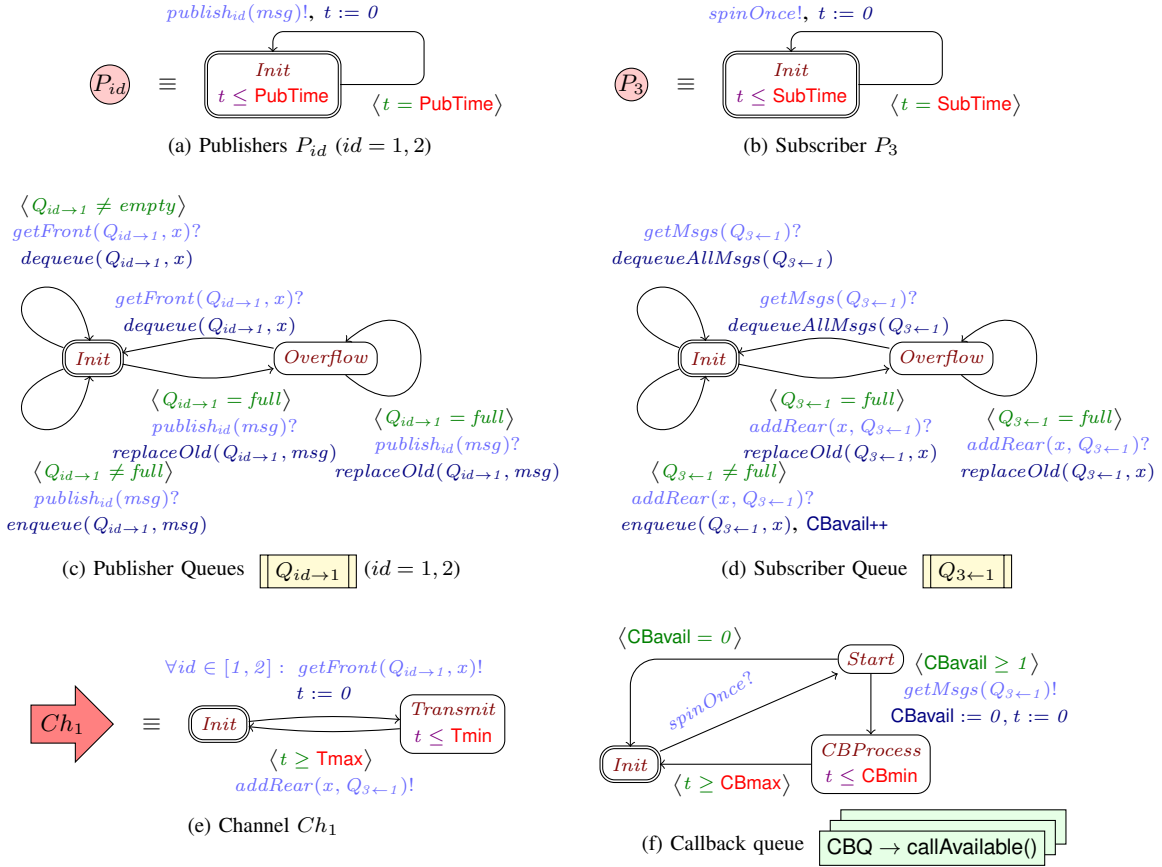 publish_id(msg)!, t := 0
P_id ≡ Init
t ≤ PubTime
⟨t = PubTime⟩
(a) Publishers P_id (id = 1, 2)
spinOnce!, t := 0
P_3 ≡ Init
t ≤ SubTime
⟨t = SubTime⟩
(b) Subscriber P_3
⟨Q_id→1 ≠ empty⟩
getFront(Q_id→1, x)?
dequeue(Q_id→1, x)
getFront(Q_id→1, x)?
dequeue(Q_id→1, x)
Init
Overflow
⟨Q_id→1 = full⟩
publish_id(msg)?
replaceOld(Q_id→1, msg)
⟨Q_id→1 = full⟩
publish_id(msg)?
replaceOld(Q_id→1, msg)
⟨Q_id→1 ≠ full⟩
publish_id(msg)?
enqueue(Q_id→1, msg)
(c) Publisher Queues Q_id→1 (id = 1, 2)
getMsgs(Q_3←1)?
dequeueAllMsgs(Q_3←1)
getMsgs(Q_3←1)?
dequeueAllMsgs(Q_3←1)
Init
Overflow
⟨Q_3←1 = full⟩
addRear(x, Q_3←1)?
replaceOld(Q_3←1, x)
⟨Q_3←1 = full⟩
addRear(x, Q_3←1)?
replaceOld(Q_3←1, x)
⟨Q_3←1 ≠ full⟩
addRear(x, Q_3←1)?
enqueue(Q_3←1, x), CBavail++
(d) Subscriber Queue Q_3←1
∀id ∈ [1, 2] : getFront(Q_id→1, x)!
t := 0
Ch_1 ≡ Init
Transmit
t ≤ Tmin
⟨t ≥ Tmax⟩
addRear(x, Q_3←1)!
(e) Channel Ch_1
⟨CBavail = 0⟩
Start
spinOnce?
⟨CBavail ≥ 1⟩
getMsgs(Q_3←1)!
CBavail := 0, t := 0
Init
CBProcess
t ≤ CBmin
⟨t ≥ CBmax⟩
(f) Callback queue CBQ → callAvailable()